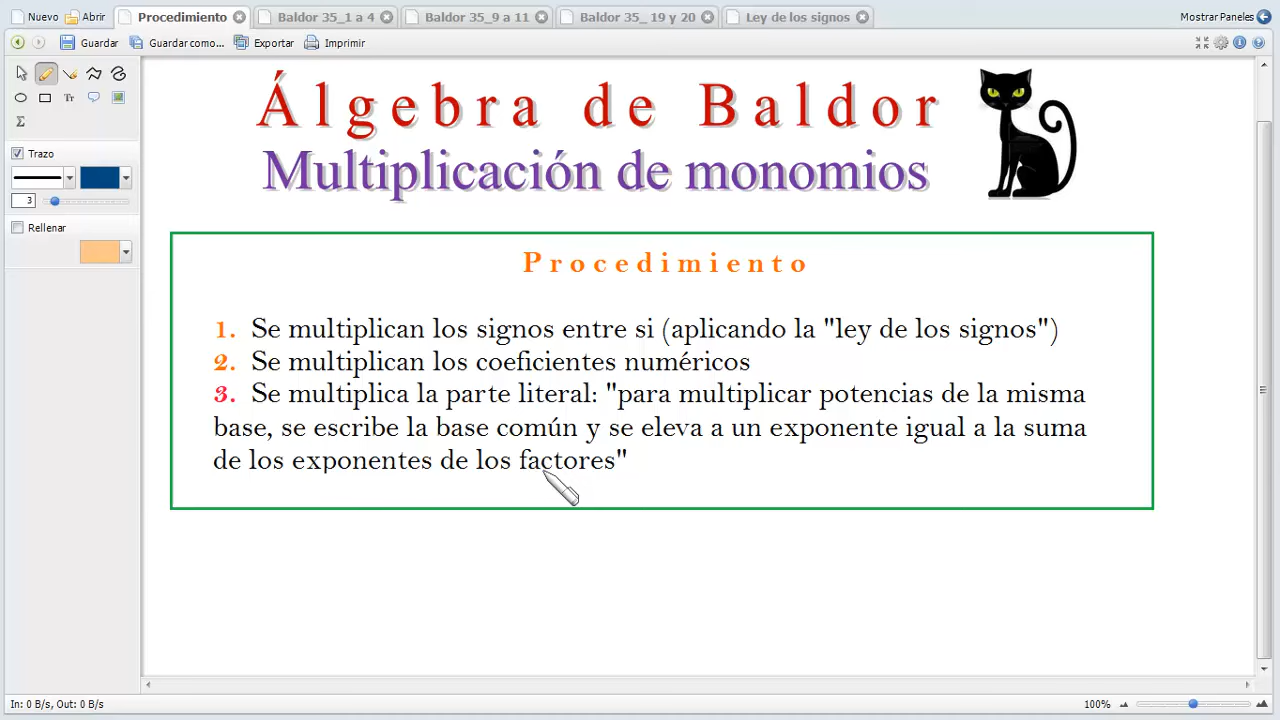 Nuevo Abrir Procedimiento Baldor 35_1 a 4 Baldor 35_9 a 11 Baldor 35_ 19 y 20 Ley de los signos Mostrar Paneles
Guardar Guardar como... Exportar Imprimir
Tr
Σ
Trazo
3
Rellenar
Álgebra de Baldor
Multiplicación de monomios
Procedimiento
1. Se multiplican los signos entre si (aplicando la "ley de los signos")
2. Se multiplican los coeficientes numéricos
3. Se multiplica la parte literal: "para multiplicar potencias de la misma
base, se escribe la base común y se eleva a un exponente igual a la suma
de los exponentes de los factores"
In: 0 B/s, Out: 0 B/s 100%